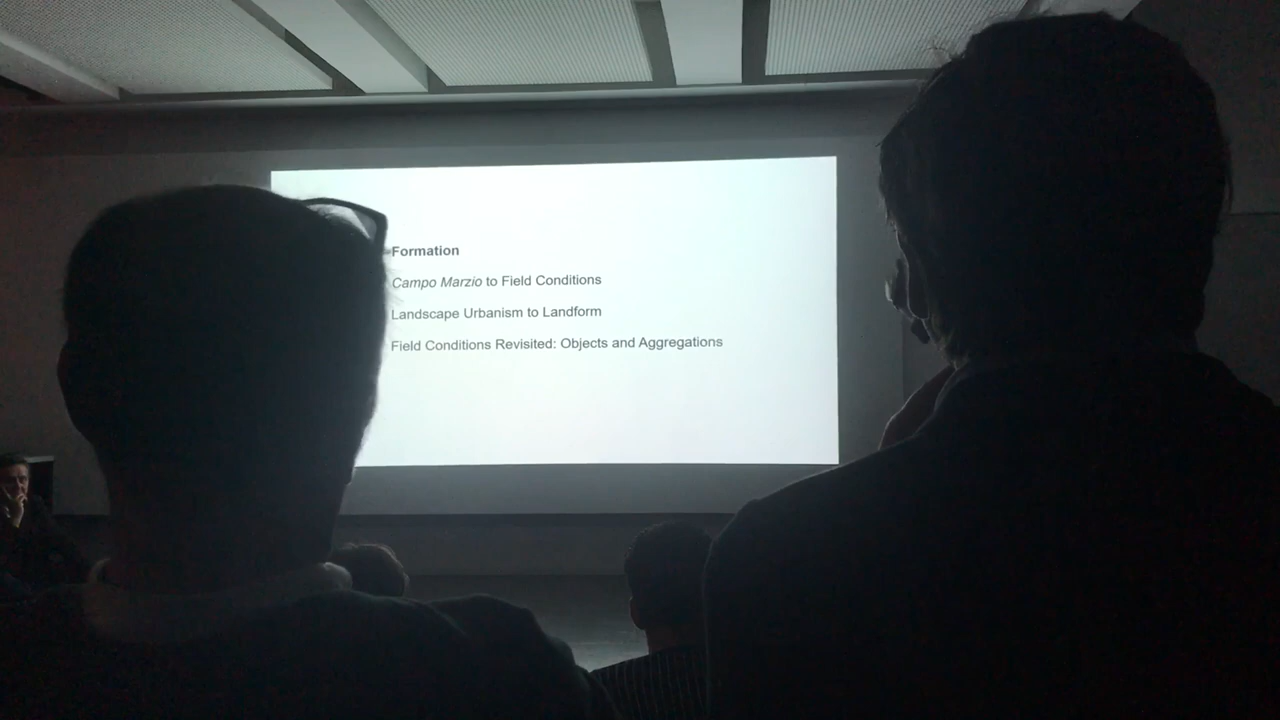 Formation
Campo Marzio to Field Conditions
Landscape Urbanism to Landform
Field Conditions Revisited: Objects and Aggregations